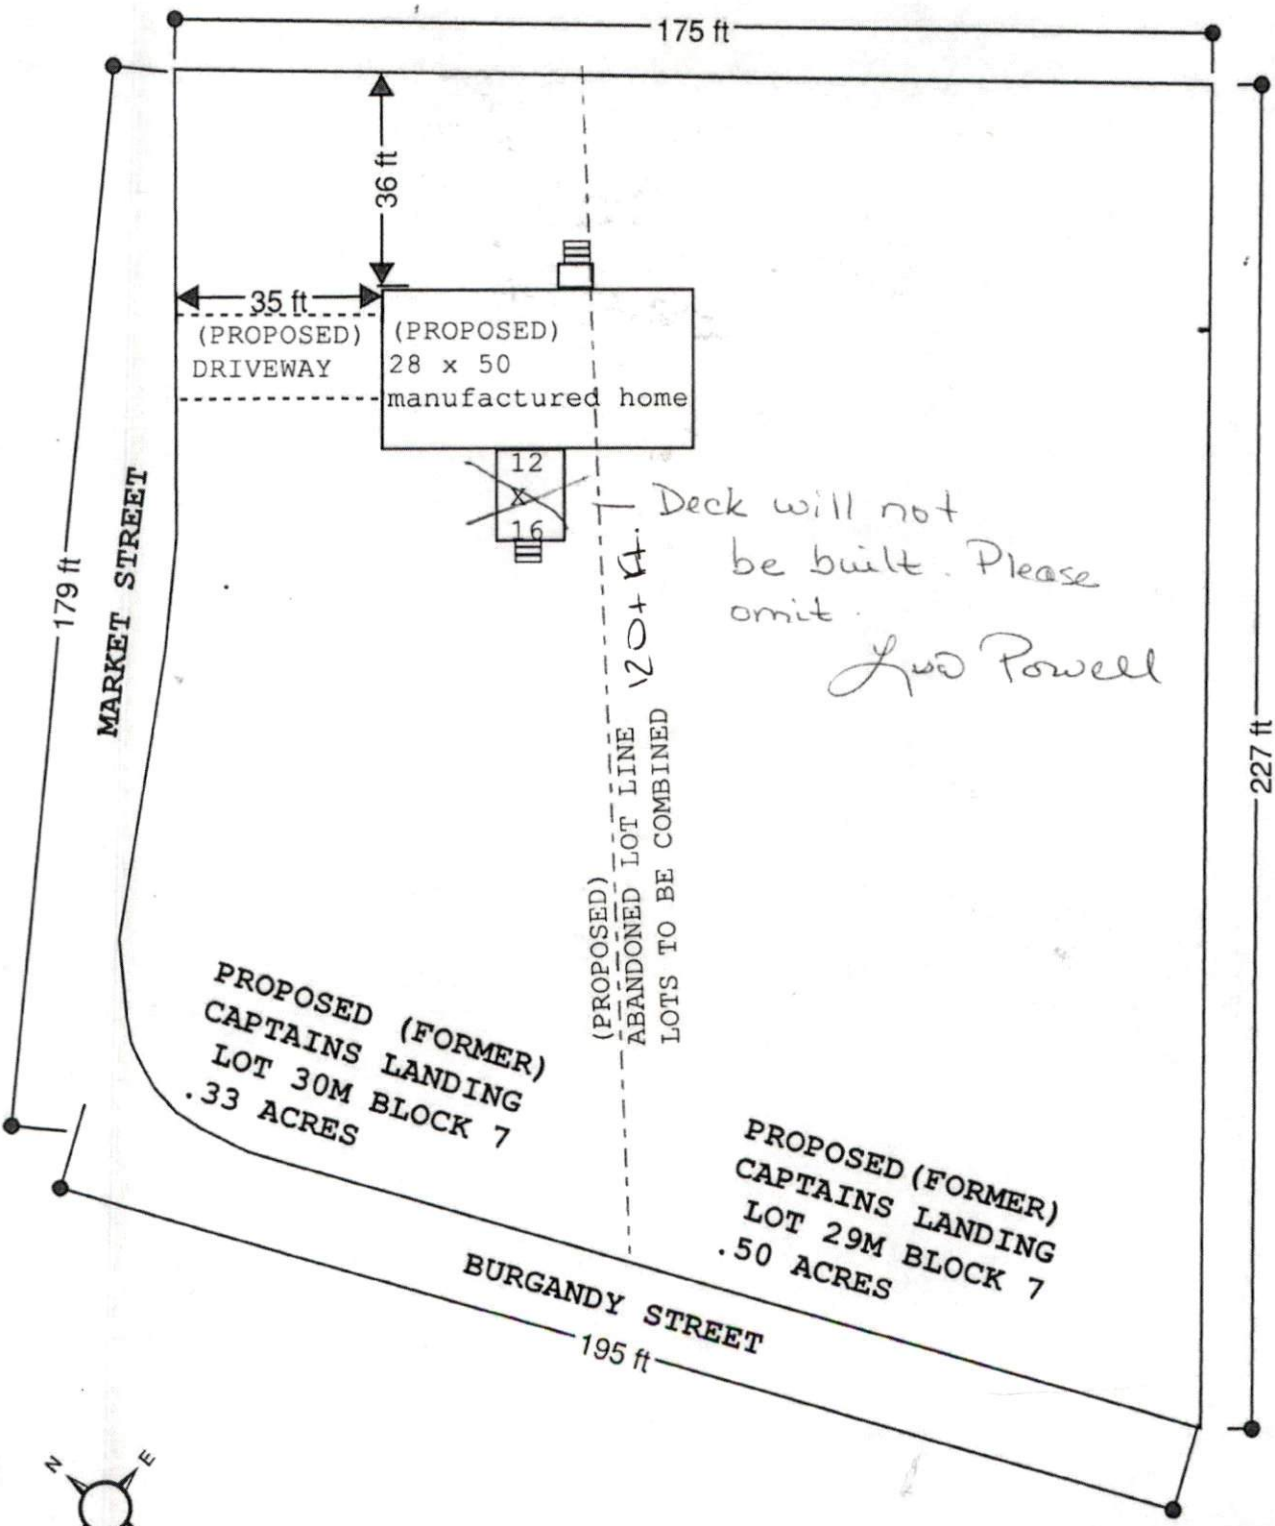 175 ft
36 ft
35 ft
(PROPOSED)
DRIVEWAY
(PROPOSED)
28 x 50
manufactured home
12
X
16
Deck will not
be built. Please
omit.
Lisa Powell
179 ft
MARKET STREET
120+ ft.
(PROPOSED)
ABANDONED LOT LINE
LOTS TO BE COMBINED
227 ft
PROPOSED (FORMER)
CAPTAINS LANDING
LOT 30M BLOCK 7
.33 ACRES
PROPOSED (FORMER)
CAPTAINS LANDING
LOT 29M BLOCK 7
.50 ACRES
BURGANDY STREET
195 ft
N
E